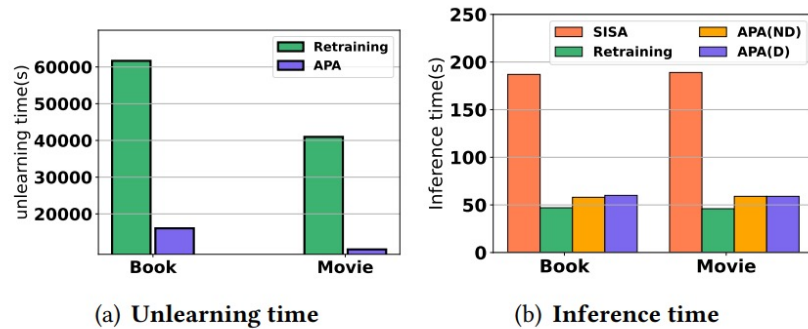 unlearning time(s)
60000
50000
40000
30000
20000
Retraining
APA
Book
Movie
(a) Unlearning time
Inference time(s)
250
200
150
100
50
0
SISA
Retraining
APA(ND)
APA(D)
Book
Movie
(b) Inference time